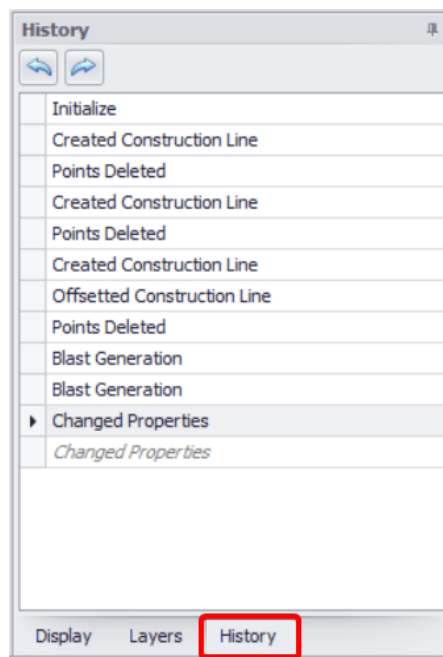 History
Initialize
Created Construction Line
Points Deleted
Created Construction Line
Points Deleted
Created Construction Line
Offsetted Construction Line
Points Deleted
Blast Generation
Blast Generation
Changed Properties
Changed Properties
Display Layers History